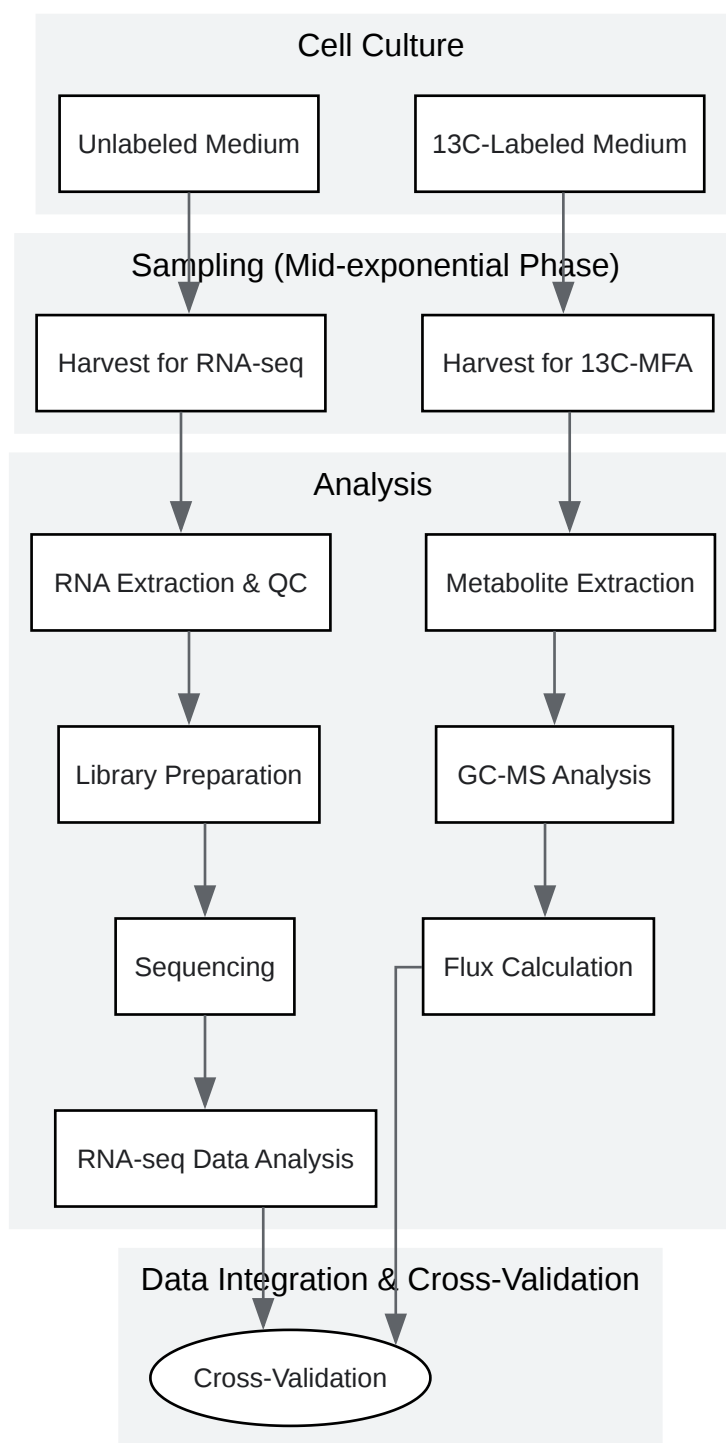 Cell Culture
Unlabeled Medium
13C-Labeled Medium
Sampling (Mid-exponential Phase)
Harvest for RNA-seq
Harvest for 13C-MFA
Analysis
RNA Extraction & QC
Metabolite Extraction
Library Preparation
GC-MS Analysis
Sequencing
Flux Calculation
RNA-seq Data Analysis
Data Integration & Cross-Validation
Cross-Validation